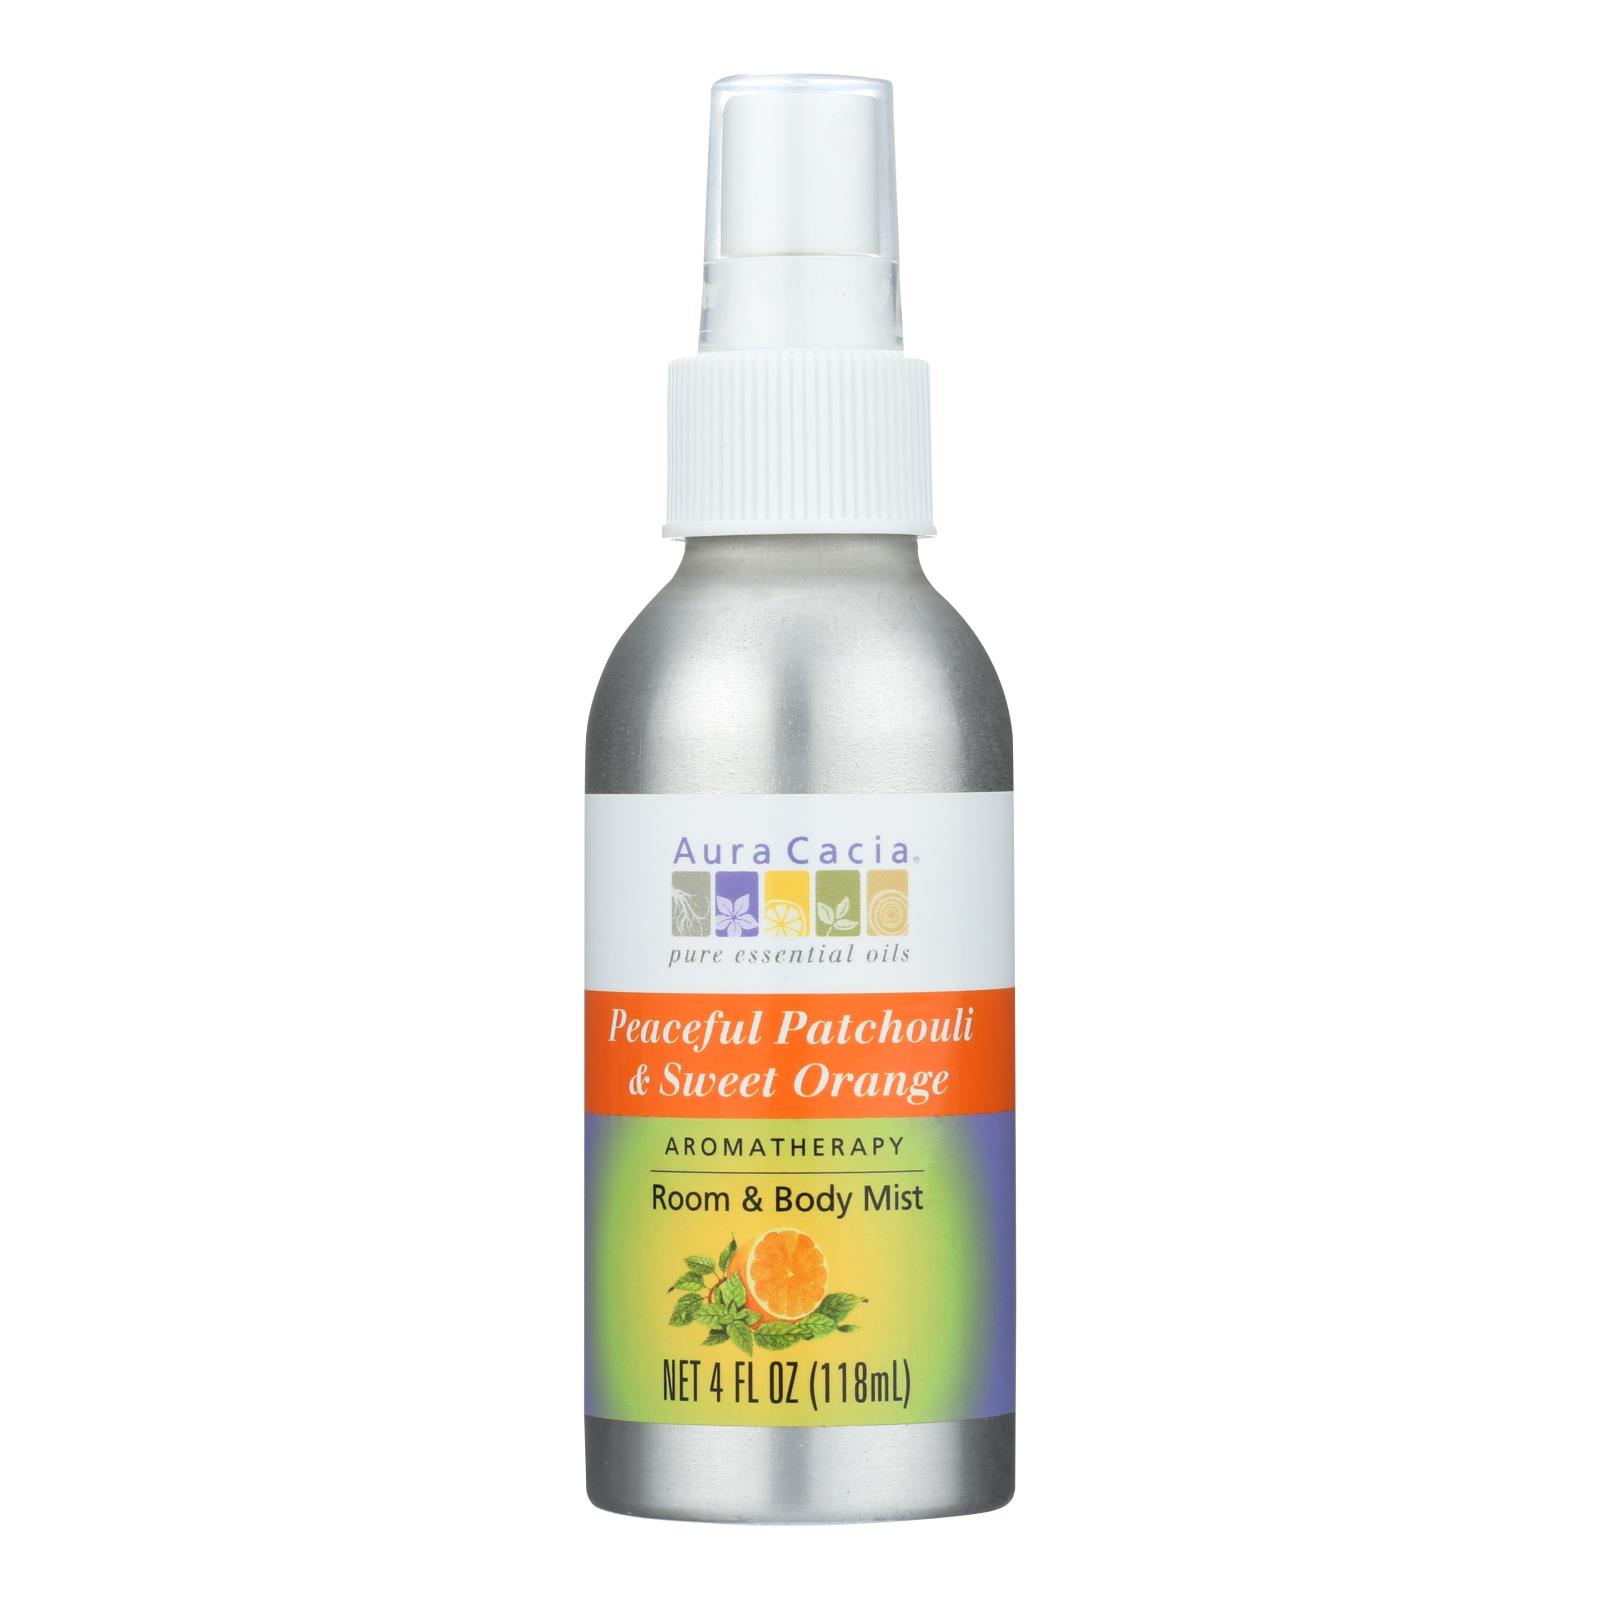 Aura Cacia®
pure essential oils
Peaceful Patchouli
& Sweet Orange
AROMATHERAPY
Room & Body Mist
NET 4 FL OZ (118mL)